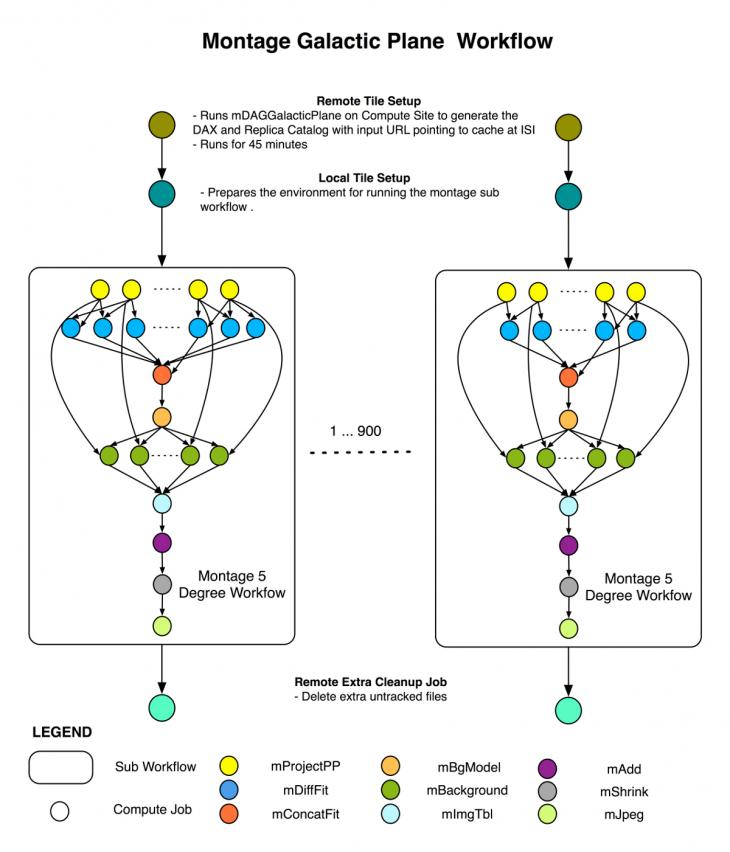 Montage Galactic Plane Workflow
Remote Tile Setup
- Runs mDAGGalacticPlane on Compute Site to generate the
DAX and Replica Catalog with input URL pointing to cache at ISI
- Runs for 45 minutes
Local Tile Setup
- Prepares the environment for running the montage sub
workflow .
1 ... 900
Montage 5
Degree Workfow
Montage 5
Degree Workfow
Remote Extra Cleanup Job
- Delete extra untracked files
LEGEND
Sub Workflow
Compute Job
mProjectPP
mDiffFit
mConcatFit
mBgModel
mBackground
mImgTbl
mAdd
mShrink
mJpeg